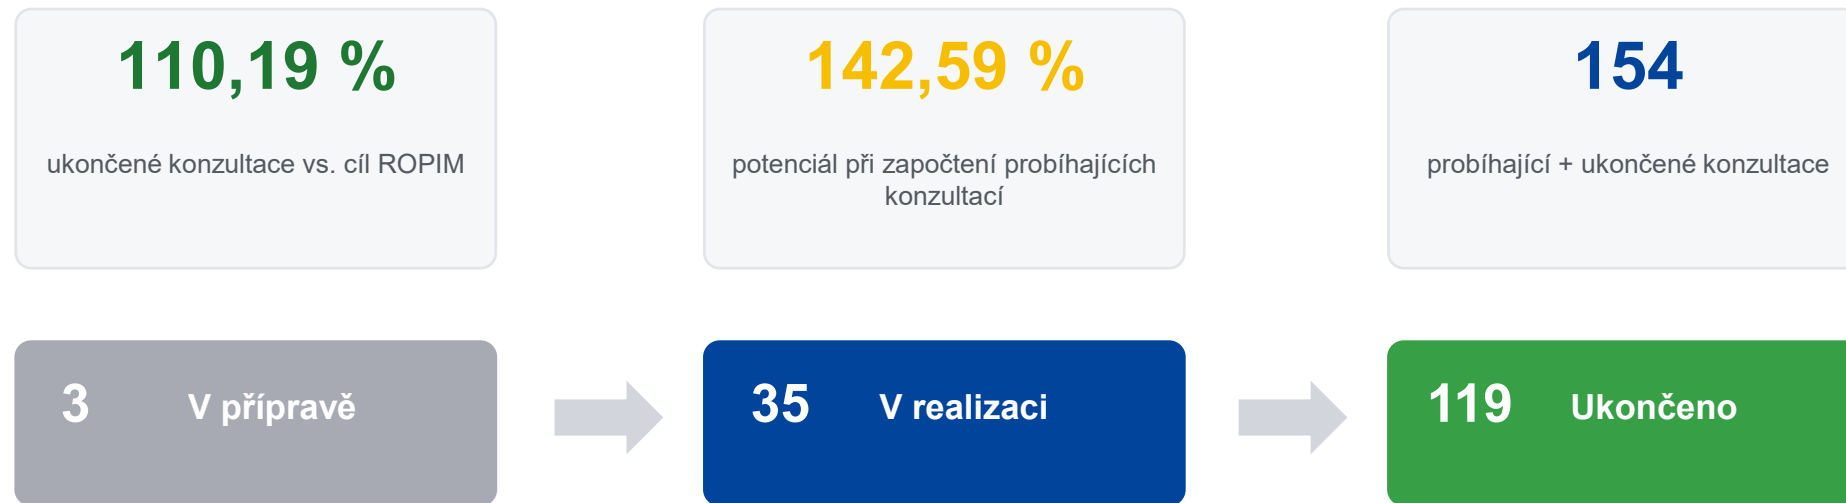 110,19 %
ukončené konzultace vs. cíl ROPIM
142,59 %
potenciál při započtení probíhajících
konzultací
154
probíhající + ukončené konzultace
3 V přípravě
35 V realizaci
119 Ukončeno